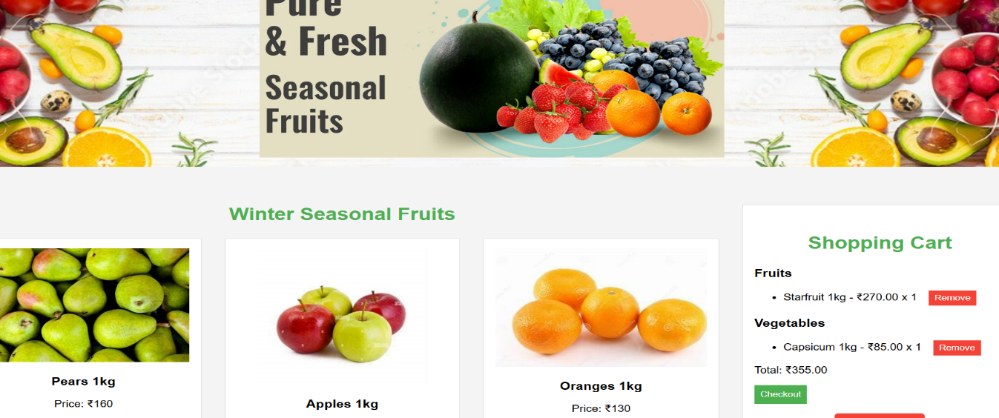 Pure
& Fresh
Seasonal
Fruits
Winter Seasonal Fruits
Pears 1kg
Price: ₹160
Apples 1kg
Oranges 1kg
Price: ₹130
Shopping Cart
Fruits
• Starfruit 1kg - ₹270.00 x 1 Remove
Vegetables
• Capsicum 1kg - ₹85.00 x 1 Remove
Total: ₹355.00
Checkout